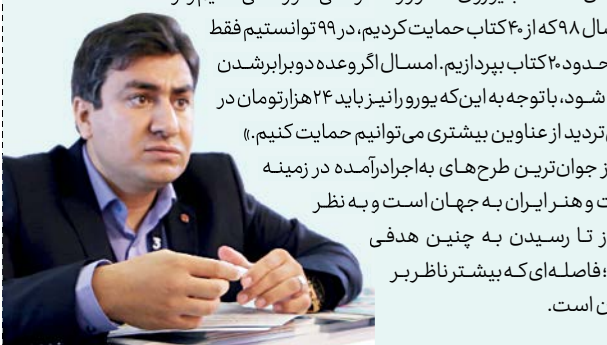 سال ۹۸ که از ۴۰ کتاب حمایت کردیم، در ۹۹ توانستیم فقط
حدود ۲۰ کتاب بپردازیم. امسال اگر وعده دوبرابر شدن
شود، با توجه به این‌که یورو را نیز باید ۲۴ هزار تومان در
تردید از عناوین بیشتری می‌توانیم حمایت کنیم.»
ز جوان‌ترین طرح‌های به‌اجرادرآمده در زمینه
ت و هنر ایران به جهان است و به نظر
ز تا رسیدن به چنین هدفی
؛ فاصله‌ای که بیشتر ناظر بر
ن است.